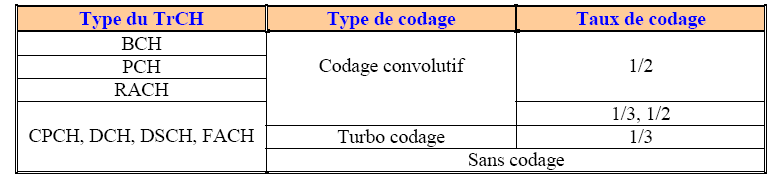 Type du TrCH Type de codage Taux de codage
BCH
PCH Codage convolutif 1/2
RACH
1/3, 1/2
CPCH, DCH, DSCH, FACH Turbo codage 1/3
Sans codage